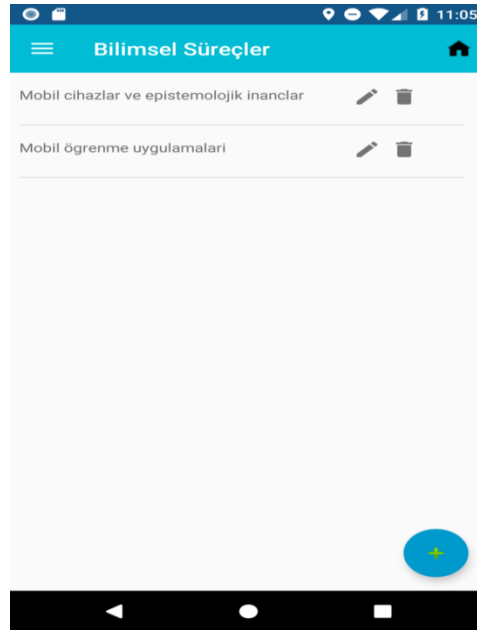 11:05
Bilimsel Süreçler
Mobil cihazlar ve epistemolojik inanclar
Mobil ögrenme uygulamalari